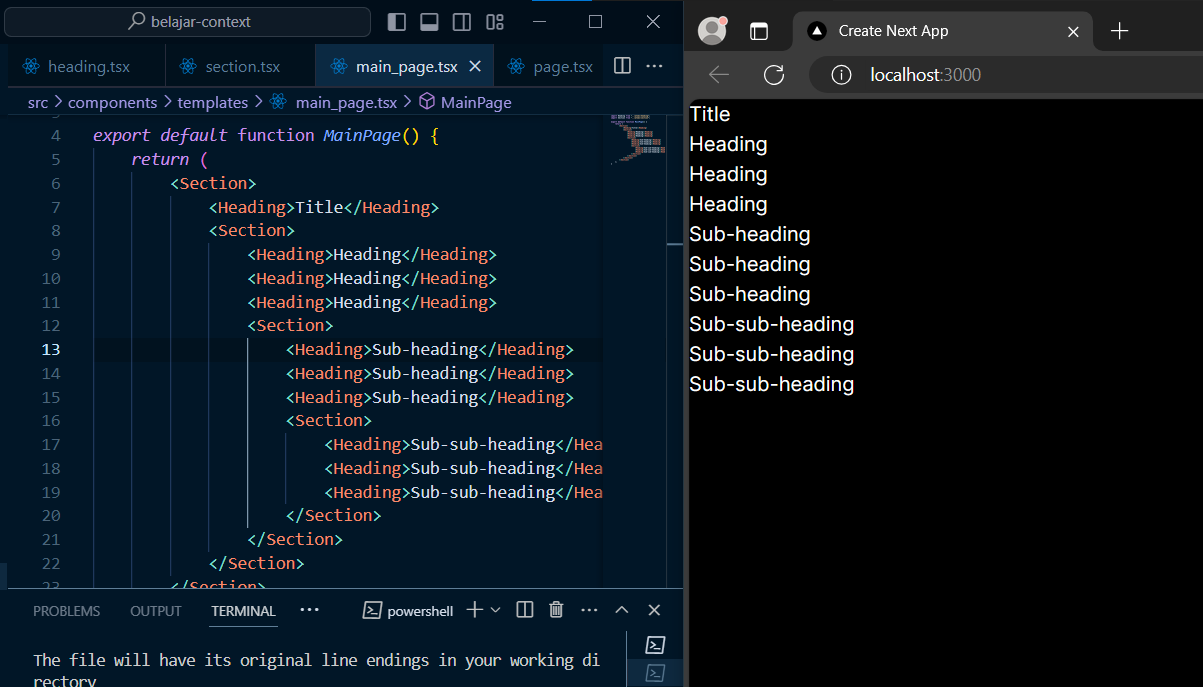 belajar-context
heading.tsx
section.tsx
main_page.tsx
page.tsx
src > components > templates > main_page.tsx > MainPage
4 export default function MainPage() {
5 return (
6 <Section>
7 <Heading>Title</Heading>
8 <Section>
9 <Heading>Heading</Heading>
10 <Heading>Heading</Heading>
11 <Heading>Heading</Heading>
12 <Section>
13 <Heading>Sub-heading</Heading>
14 <Heading>Sub-heading</Heading>
15 <Heading>Sub-heading</Heading>
16 <Section>
17 <Heading>Sub-sub-heading</Hea
18 <Heading>Sub-sub-heading</Hea
19 <Heading>Sub-sub-heading</Hea
20 </Section>
21 </Section>
22 </Section>
23 </Section>
PROBLEMS OUTPUT TERMINAL ... powershell
The file will have its original line endings in your working di
rectory
Create Next App
localhost:3000
Title
Heading
Heading
Heading
Sub-heading
Sub-heading
Sub-heading
Sub-sub-heading
Sub-sub-heading
Sub-sub-heading